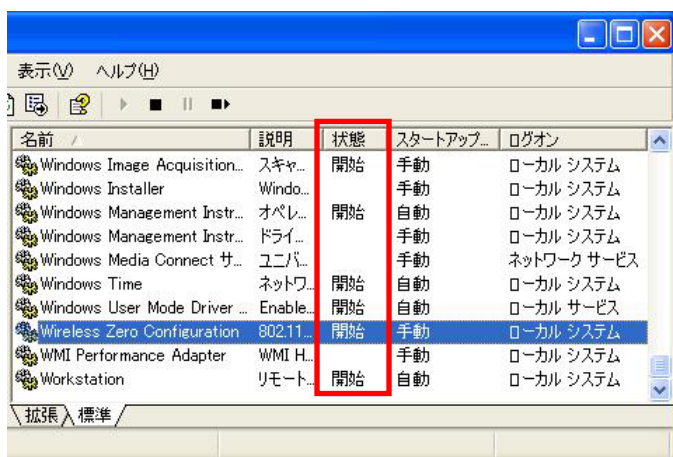 表示(V) ヘルプ(H)
名前 説明 状態 スタートアップ... ログオン
Windows Image Acquisition... スキャ... 開始 手動 ローカル システム
Windows Installer Windo... 手動 ローカル システム
Windows Management Instr... オペレ... 開始 自動 ローカル システム
Windows Management Instr... ドライ... 手動 ローカル システム
Windows Media Connect サ... ユニバ... 手動 ネットワーク サービス
Windows Time ネットワ... 開始 自動 ローカル システム
Windows User Mode Driver ... Enable... 開始 自動 ローカル サービス
Wireless Zero Configuration 802.11... 開始 手動 ローカル システム
WMI Performance Adapter WMI H... 手動 ローカル システム
Workstation リモート... 開始 自動 ローカル システム
拡張 標準